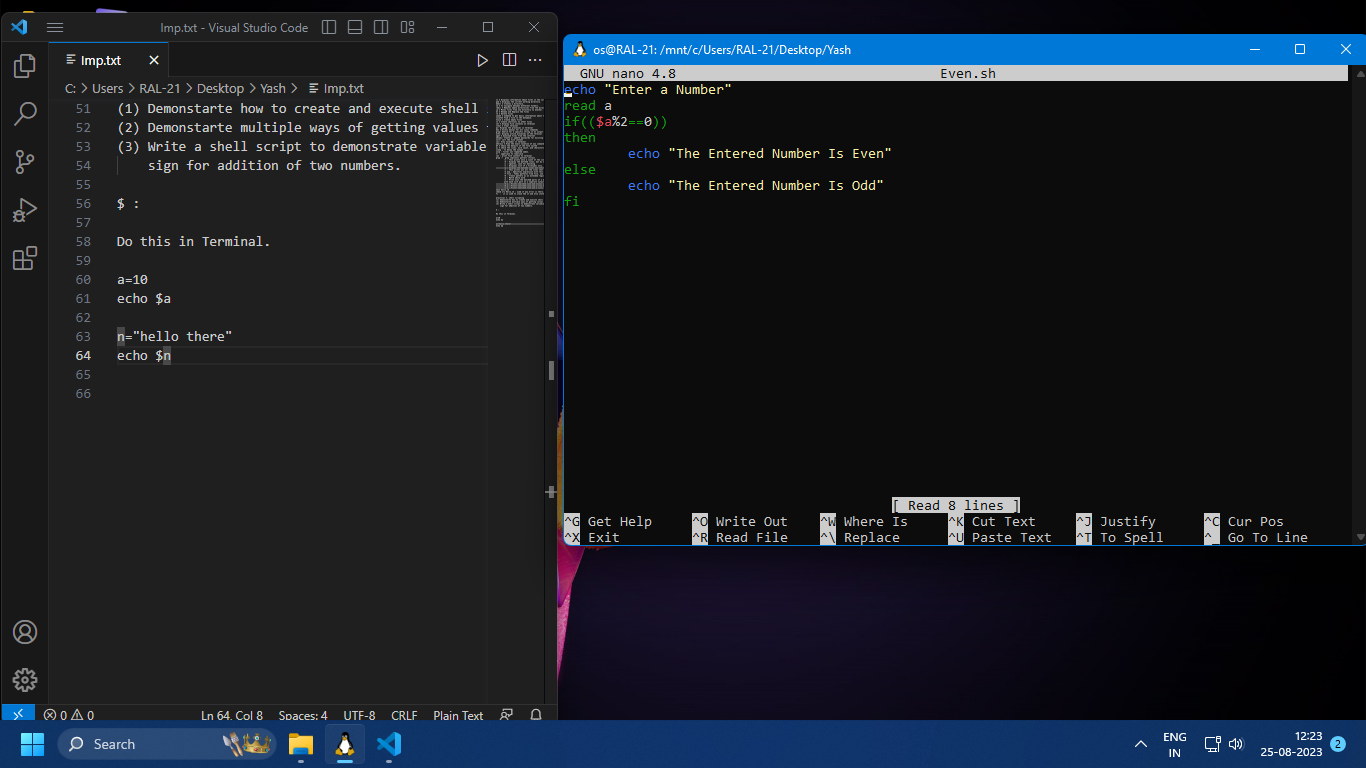 Imp.txt - Visual Studio Code
Imp.txt
C: > Users > RAL-21 > Desktop > Yash > Imp.txt
51 (1) Demonstarte how to create and execute shell
52 (2) Demonstarte multiple ways of getting values
53 (3) Write a shell script to demonstrate variable
54 sign for addition of two numbers.
55
56 $ :
57
58 Do this in Terminal.
59
60 a=10
61 echo $a
62
63 n="hello there"
64 echo $n
65
66
0 0 Ln 64, Col 8 Spaces: 4 UTF-8 CRLF Plain Text
os@RAL-21: /mnt/c/Users/RAL-21/Desktop/Yash
GNU nano 4.8 Even.sh
echo "Enter a Number"
read a
if(($a%2==0))
then
echo "The Entered Number Is Even"
else
echo "The Entered Number Is Odd"
fi
[ Read 8 lines ]
^G Get Help ^O Write Out ^W Where Is ^K Cut Text ^J Justify ^C Cur Pos
^X Exit ^R Read File ^\ Replace ^U Paste Text ^T To Spell ^_ Go To Line
Search
ENG
IN
12:23
25-08-2023
2